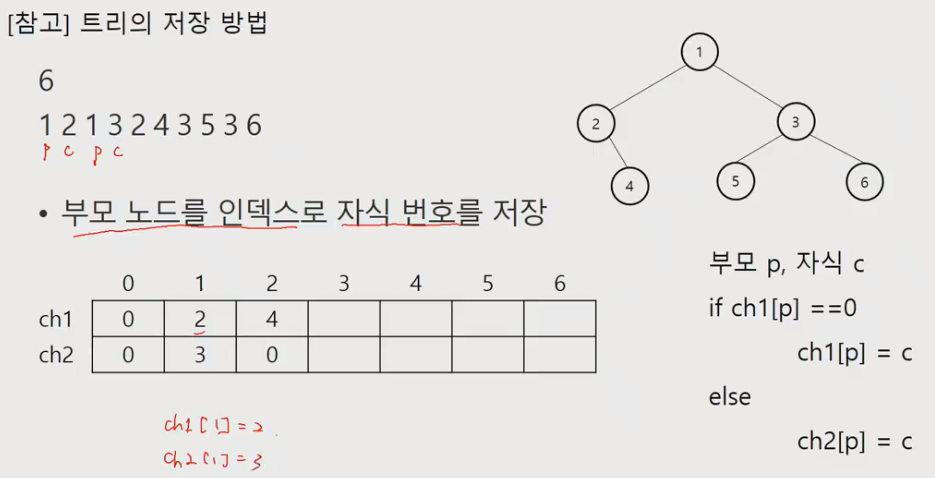 [참고] 트리의 저장 방법
6
1 2 1 3 2 4 3 5 3 6
p c p c
• 부모 노드를 인덱스로 자식 번호를 저장
0 1 2 3 4 5 6
ch1 0 2 4
ch2 0 3 0
ch1[1]=2
ch2[1]=3
1
2 3
4 5 6
부모 p, 자식 c
if ch1[p] ==0
ch1[p] = c
else
ch2[p] = c